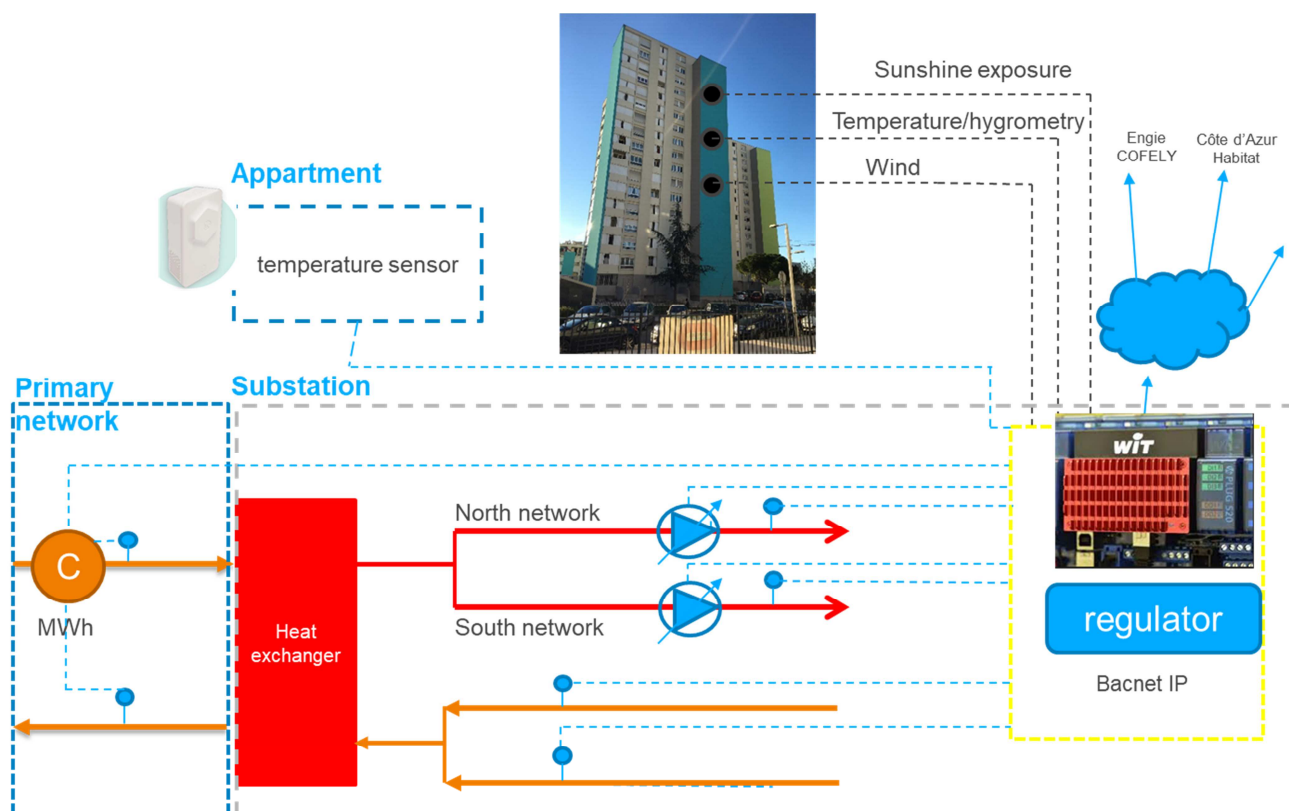 Sunshine exposure
Temperature/hygrometry
Wind
Engie
COFELY
Côte d'Azur
Habitat
Appartment
temperature sensor
Primary
network
Substation
WiT
North network
C
MWh
South network
Heat
exchanger
regulator
Bacnet IP